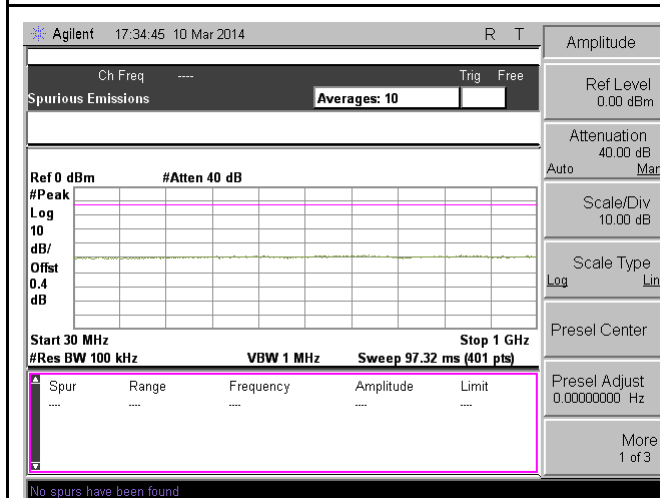 Agilent 17:34:45 10 Mar 2014 R T
Ch Freq ---- Trig Free
Spurious Emissions Averages: 10
Ref 0 dBm #Atten 40 dB
#Peak
Log
10
dB/
Offst
0.4
dB
Start 30 MHz Stop 1 GHz
#Res BW 100 kHz VBW 1 MHz Sweep 97.32 ms (401 pts)
Spur Range Frequency Amplitude Limit
---- ---- ---- ---- ----
No spurs have been found
Amplitude
Ref Level
0.00 dBm
Attenuation
40.00 dB
Auto Man
Scale/Div
10.00 dB
Scale Type
Log Lin
Presel Center
Presel Adjust
0.00000000 Hz
More
1 of 3